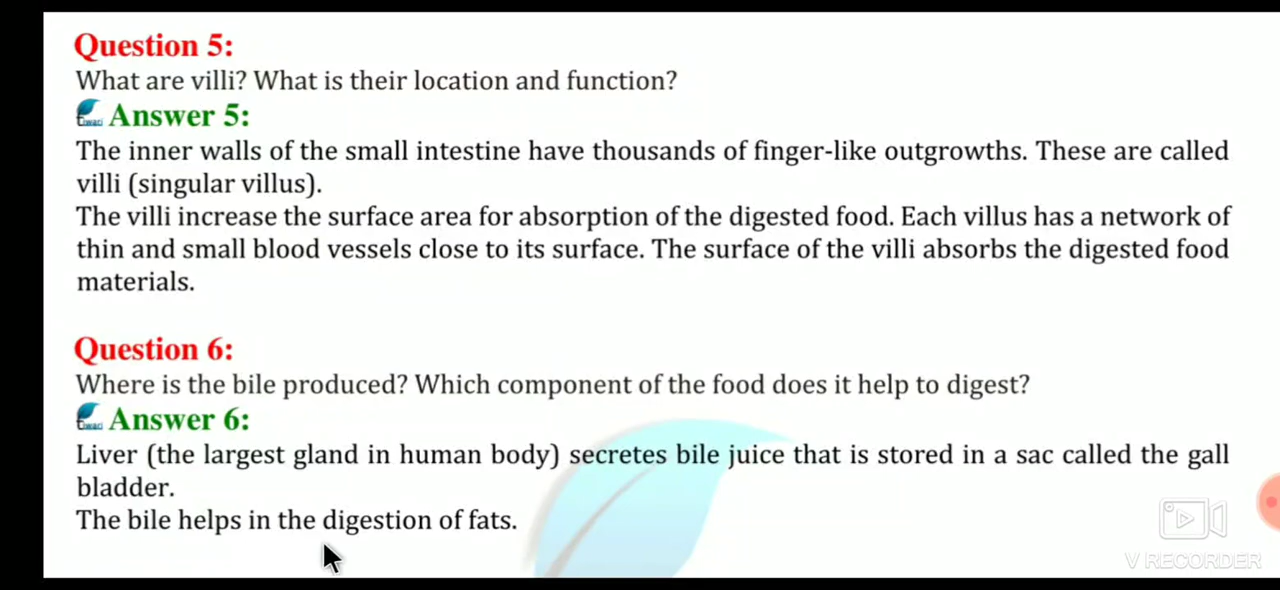 Question 5:
What are villi? What is their location and function?
Answer 5:
The inner walls of the small intestine have thousands of finger-like outgrowths. These are called
villi (singular villus).
The villi increase the surface area for absorption of the digested food. Each villus has a network of
thin and small blood vessels close to its surface. The surface of the villi absorbs the digested food
materials.
Question 6:
Where is the bile produced? Which component of the food does it help to digest?
Answer 6:
Liver (the largest gland in human body) secretes bile juice that is stored in a sac called the gall
bladder.
The bile helps in the digestion of fats.
V RECORDER